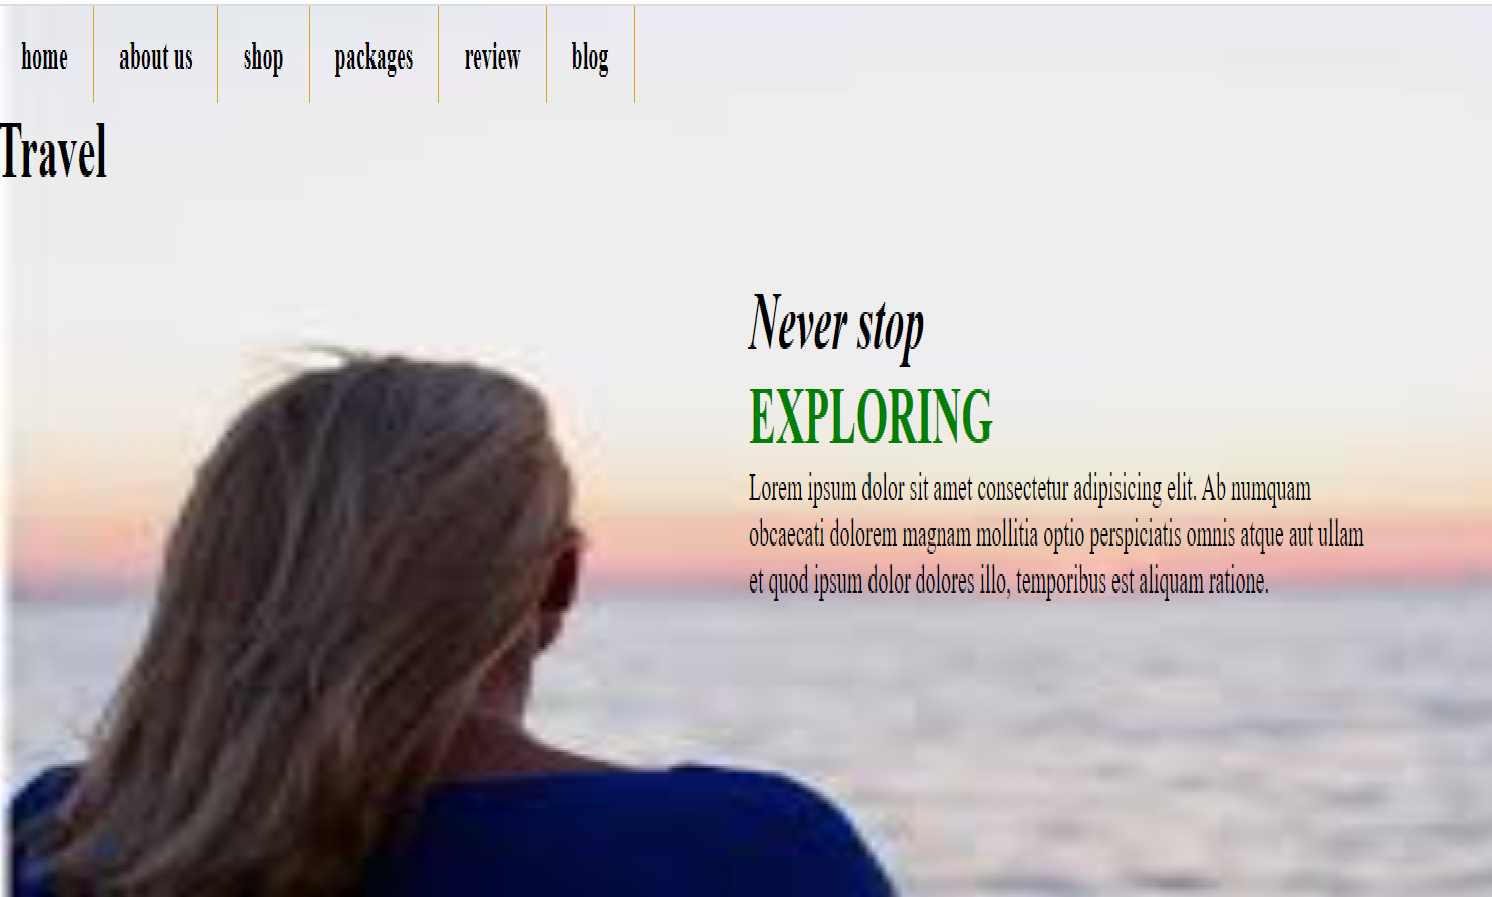 home about us shop packages review blog
Travel
Never stop
EXPLORING
Lorem ipsum dolor sit amet consectetur adipisicing elit. Ab numquam
obcaecati dolorem magnam mollitia optio perspiciatis omnis atque aut ullam
et quod ipsum dolor dolores illo, temporibus est aliquam ratione.